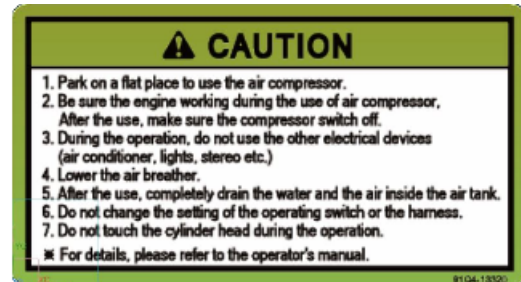 ⚠ CAUTION
1. Park on a flat place to use the air compressor.
2. Be sure the engine working during the use of air compressor,
After the use, make sure the compressor switch off.
3. During the operation, do not use the other electrical devices
(air conditioner, lights, stereo etc.)
4. Lower the air breather.
5. After the use, completely drain the water and the air inside the air tank.
6. Do not change the setting of the operating switch or the harness.
7. Do not touch the cylinder head during the operation.
※ For details, please refer to the operator's manual.